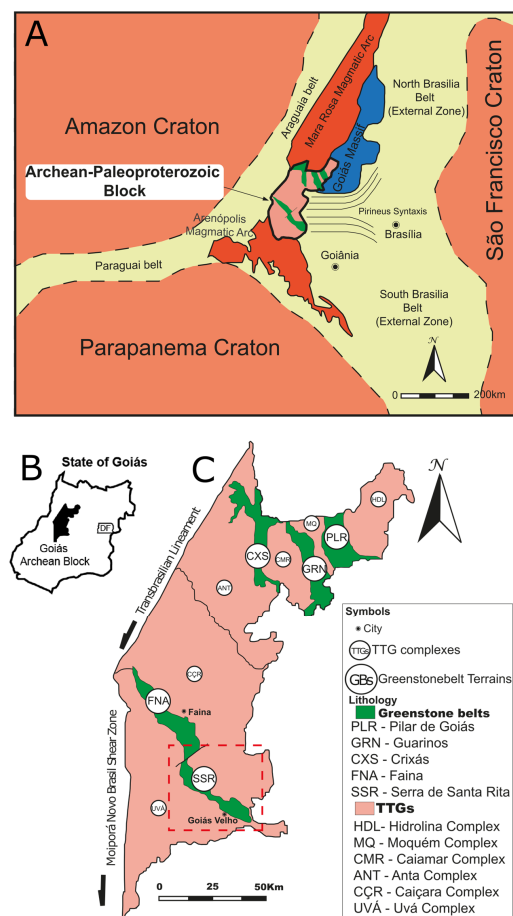 A
Amazon Craton
Araguaia belt
Mara Rosa Magmatic Arc
Goiás Massif
North Brasilia
Belt
(External Zone)
São Francisco Craton
Archean-Paleoproterozoic
Block
Arenópolis
Magmatic Arc
Pirineus Syntaxis
Brasília
Goiânia
Paraguai belt
South Brasilia
Belt
(External Zone)
Parapanema Craton
N
0 200km
B
State of Goiás
DF
Goiás
Archean Block
C
N
Transbrasilian Lineament
Moiporá Novo Brasil Shear Zone
HDL
MQ
PLR
CXS
CMR
GRN
ANT
CÇR
FNA
Faina
SSR
UVÁ
Goiás Velho
0 25 50Km
Symbols
City
TTGs TTG complexes
GBs Greenstonebelt Terrains
Lithology
Greenstone belts
PLR - Pilar de Goiás
GRN - Guarinos
CXS - Crixás
FNA - Faina
SSR - Serra de Santa Rita
TTGs
HDL- Hidrolina Complex
MQ - Moquém Complex
CMR - Caiamar Complex
ANT - Anta Complex
CÇR - Caiçara Complex
UVÁ - Uvá Complex